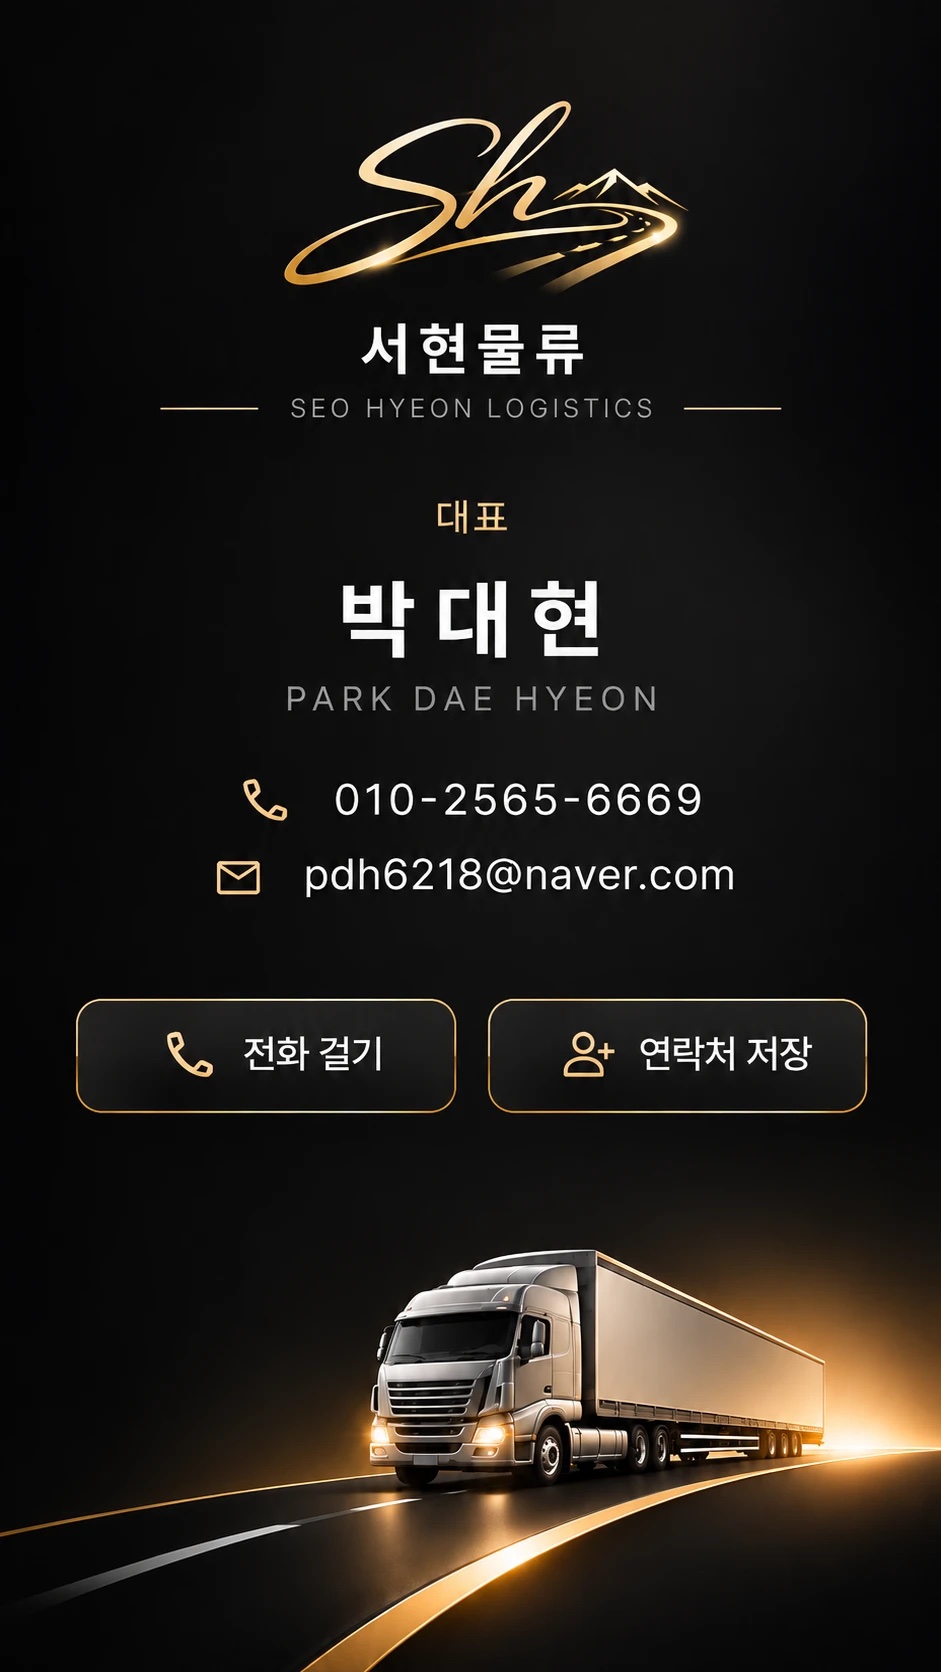 Sh
서현물류
SEO HYEON LOGISTICS
대표
박대현
PARK DAE HYEON
010-2565-6669
pdh6218@naver.com
전화 걸기
연락처 저장